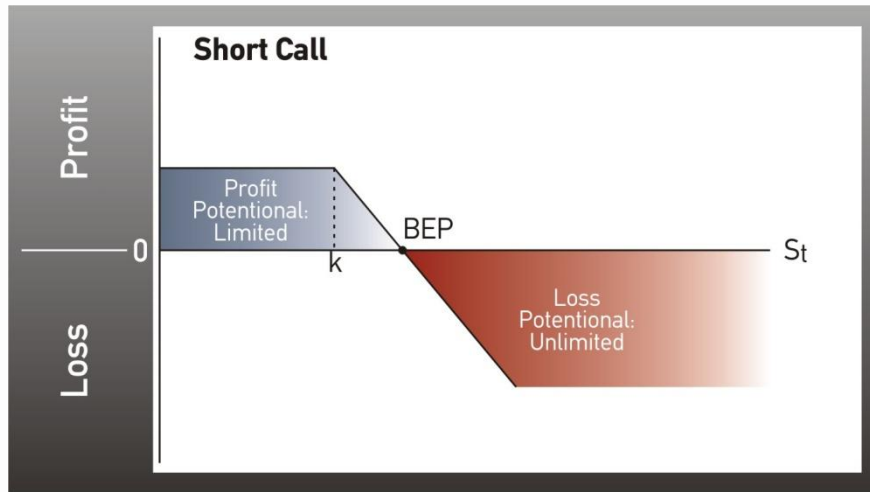 Short Call
Profit
Profit
Potentional:
Limited
BEP
0
k
St
Loss
Loss
Potentional:
Unlimited